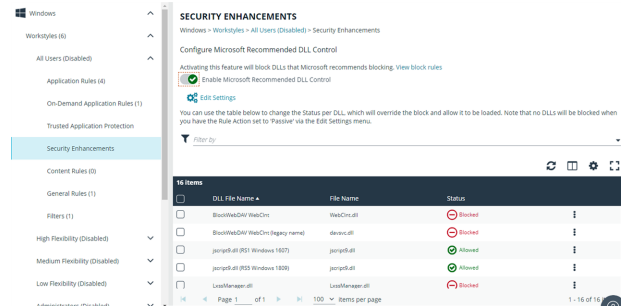 Windows
Workstyles (6)
All Users (Disabled)
Application Rules (4)
On-Demand Application Rules (1)
Trusted Application Protection
Security Enhancements
Content Rules (0)
General Rules (1)
Filters (1)
High Flexibility (Disabled)
Medium Flexibility (Disabled)
Low Flexibility (Disabled)
Administrators (Disabled)
SECURITY ENHANCEMENTS
Windows > Workstyles > All Users (Disabled) > Security Enhancements
Configure Microsoft Recommended DLL Control
Activating this feature will block DLLs that Microsoft recommends blocking. View block rules
Enable Microsoft Recommended DLL Control
Edit Settings
You can use the table below to change the Status per DLL, which will override the block and allow it to be loaded. Note that no DLLs will be blocked when
you have the Rule Action set to 'Passive' via the Edit Settings menu.
Filter by
16 items
DLL File Name File Name Status
BlockWebDAV WebClnt WebClnt.dll Blocked
BlockWebDAV WebClnt (legacy name) davsvc.dll Blocked
jscript9.dll (RS1 Windows 1607) jscript9.dll Allowed
jscript9.dll (RS5 Windows 1809) jscript9.dll Allowed
LxssManager.dll LxssManager.dll Blocked
Page 1 of 1 100 items per page 1 - 16 of 16